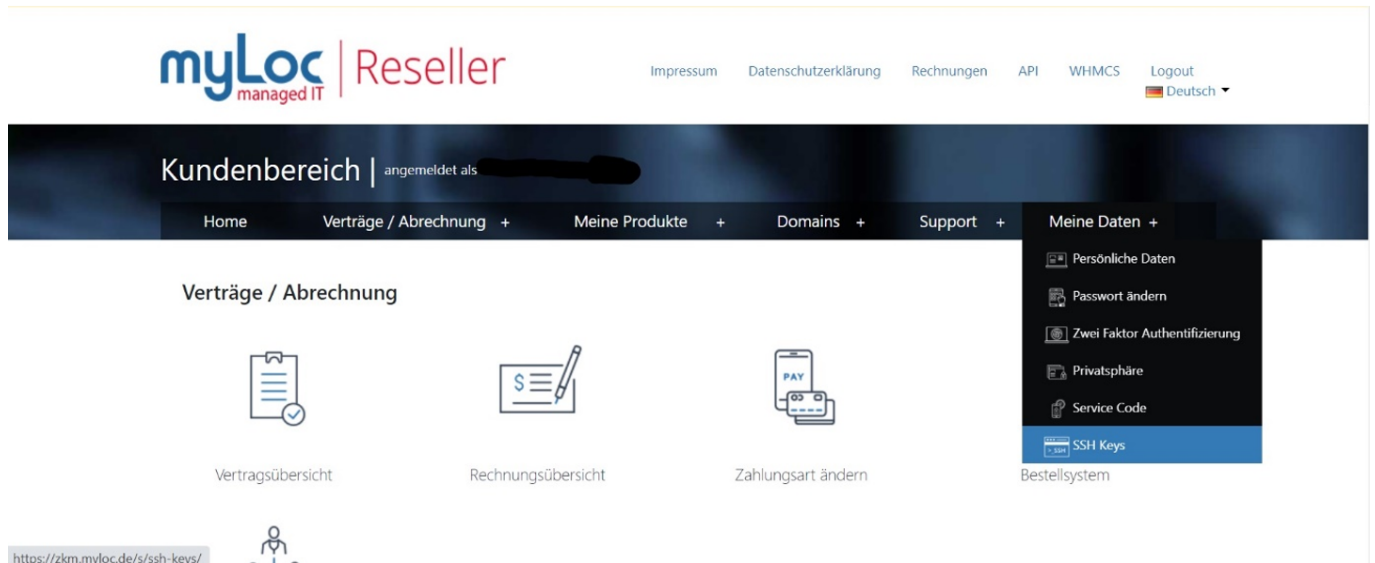 myLoc managed IT | Reseller
Impressum Datenschutzerklärung Rechnungen API WHMCS Logout
Deutsch
Kundenbereich | angemeldet als
Home Verträge / Abrechnung + Meine Produkte + Domains + Support + Meine Daten +
Persönliche Daten
Passwort ändern
Zwei Faktor Authentifizierung
Privatsphäre
Service Code
>_SSH SSH Keys
Verträge / Abrechnung
$
PAY
Vertragsübersicht Rechnungsübersicht Zahlungsart ändern Bestellsystem
https://zkm.myloc.de/s/ssh-keys/